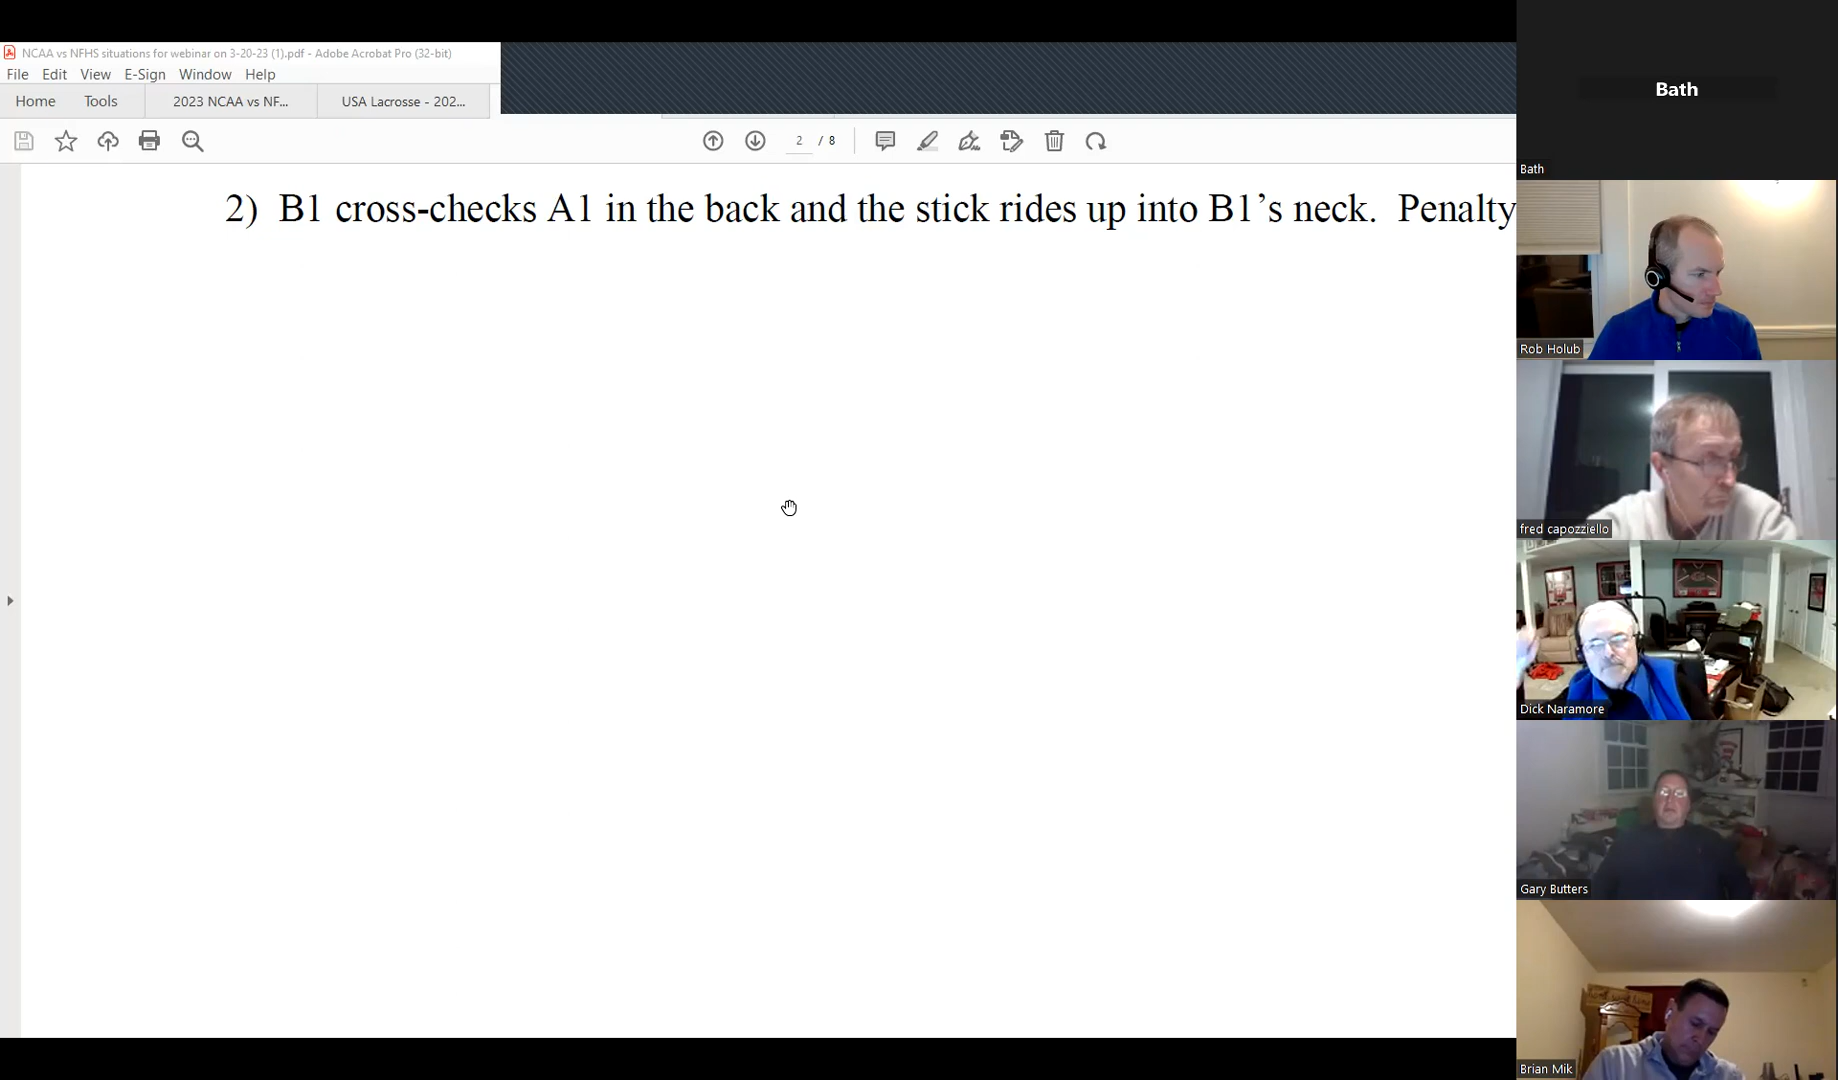 NCAA vs NFHS situations for webinar on 3-20-23 (1).pdf - Adobe Acrobat Pro (32-bit)
File Edit View E-Sign Window Help
Home Tools 2023 NCAA vs NF... USA Lacrosse - 202...
2 / 8
2) B1 cross-checks A1 in the back and the stick rides up into B1’s neck. Penalty
Bath
Bath
Rob Holub
fred capozziello
Dick Naramore
Gary Butters
Brian Mik